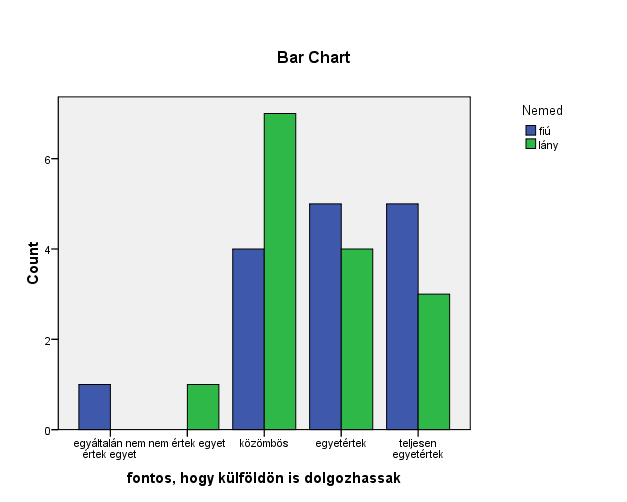 Bar Chart
Nemed
fiú
lány
Count
6
4
2
0
egyáltalán nem értek egyet
nem értek egyet
közömbös
egyetértek
teljesen egyetértek
fontos, hogy külföldön is dolgozhassak